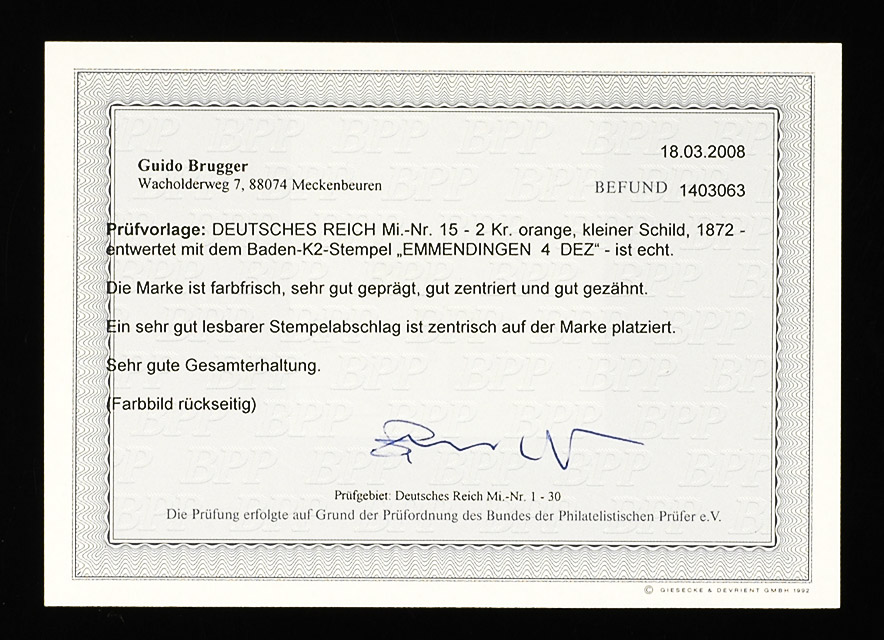 18.03.2008
Guido Brugger
Wacholderweg 7, 88074 Meckenbeuren
BEFUND 1403063
Prüfvorlage: DEUTSCHES REICH Mi.-Nr. 15 - 2 Kr. orange, kleiner Schild, 1872 -
entwertet mit dem Baden-K2-Stempel „EMMENDINGEN 4 DEZ“ - ist echt.
Die Marke ist farbfrisch, sehr gut geprägt, gut zentriert und gut gezähnt.
Ein sehr gut lesbarer Stempelabschlag ist zentrisch auf der Marke platziert.
Sehr gute Gesamterhaltung.
(Farbbild rückseitig)
Prüfgebiet: Deutsches Reich Mi.-Nr. 1 - 30
Die Prüfung erfolgte auf Grund der Prüfordnung des Bundes der Philatelistischen Prüfer e.V.
© GIESECKE & DEVRIENT GMBH 1992